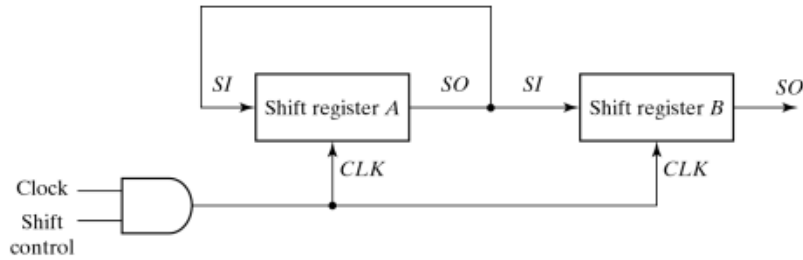 SI
Shift register A
SO
SI
Shift register B
SO
CLK
CLK
Clock
Shift
control